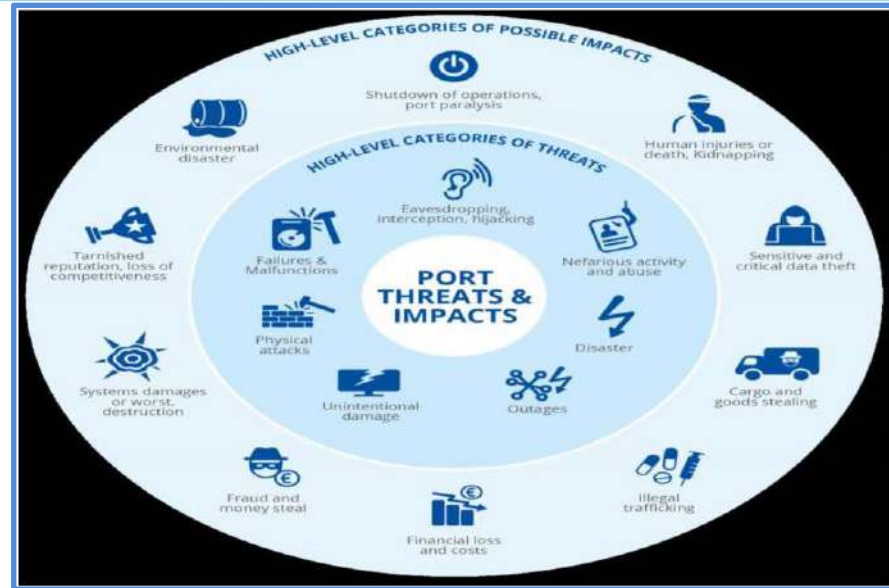 HIGH-LEVEL CATEGORIES OF POSSIBLE IMPACTS
Shutdown of operations,
port paralysis
Environmental
disaster
Human injuries or
death, Kidnapping
HIGH-LEVEL CATEGORIES OF THREATS
Eavesdropping,
interception, hijacking
Tarnished
reputation, loss of
competitiveness
Failures &
Malfunctions
Nefarious activity
and abuse
Sensitive and
critical data theft
PORT
THREATS &
IMPACTS
Physical
attacks
Disaster
Systems damages
or worst,
destruction
Unintentional
damage
Outages
Cargo and
goods stealing
Fraud and
money steal
Financial loss
and costs
Illegal
trafficking